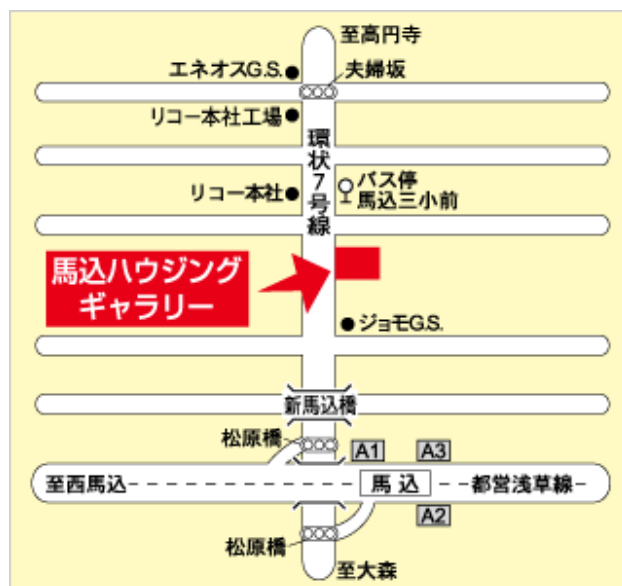 至高円寺
エネオスG.S.
夫婦坂
リコー本社工場
環状7号線
バス停
リコー本社
馬込三小前
馬込ハウジング
ギャラリー
ジョモG.S.
新馬込橋
松原橋
A1
A3
至西馬込
馬込
都営浅草線
A2
松原橋
至大森